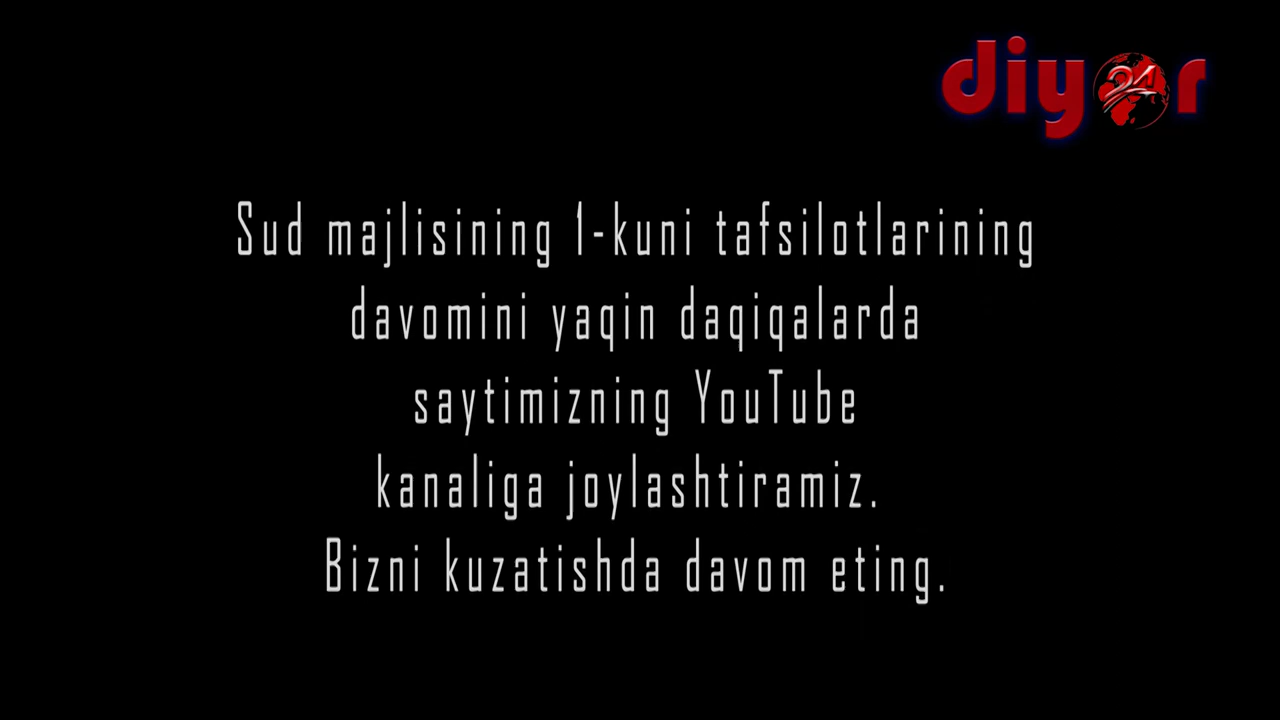 diyor
24
Sud majlisining 1-kuni tafsilotlarining
davomini yaqin daqiqalarda
saytimizning YouTube
kanaliga joylashtiramiz.
Bizni kuzatishda davom eting.